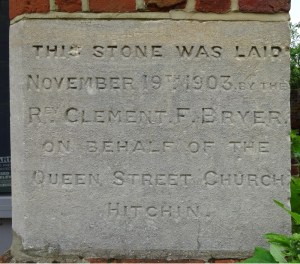 THIS STONE WAS LAID
NOVEMBER 19TH 1903. BY THE
REV. CLEMENT. F. BRYER.
ON BEHALF OF THE
QUEEN STREET CHURCH
HITCHIN.